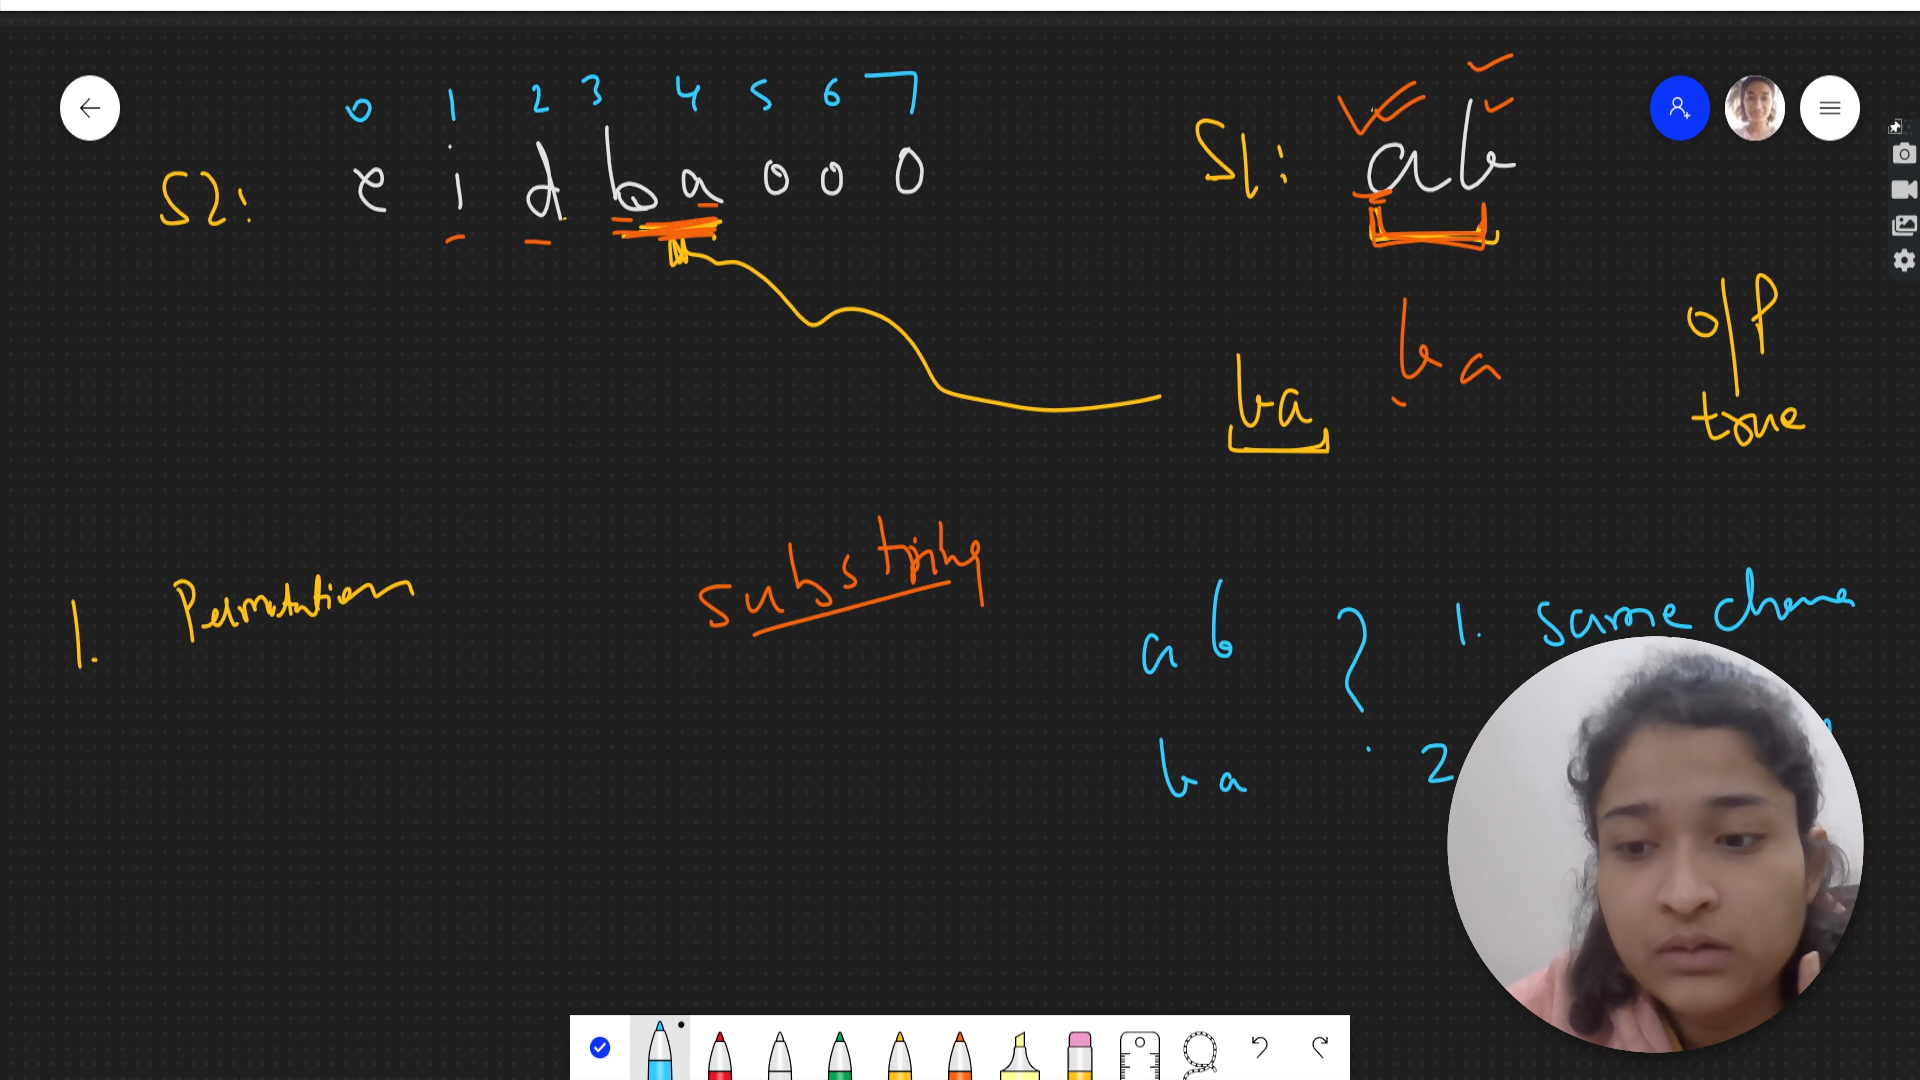 0 1 2 3 4 5 6 7
S2: e i d b a o o o
S1: ab
ba
ba
o/p
true
1. Permutation
substring
ab
ba
1. same
2